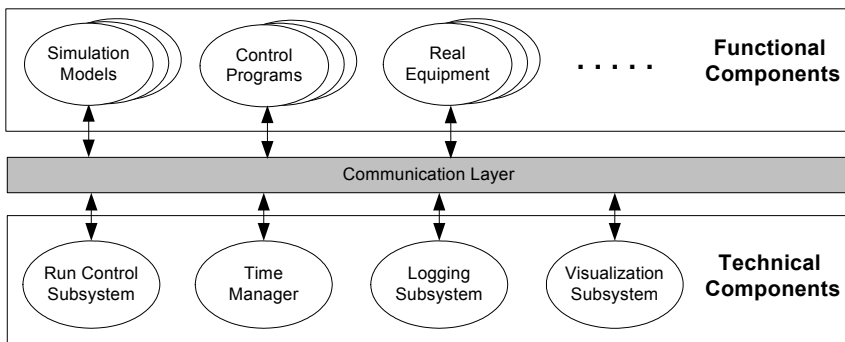 Simulation
Models
Control
Programs
Real
Equipment
. . . . .
Functional
Components
Communication Layer
Run Control
Subsystem
Time
Manager
Logging
Subsystem
Visualization
Subsystem
Technical
Components